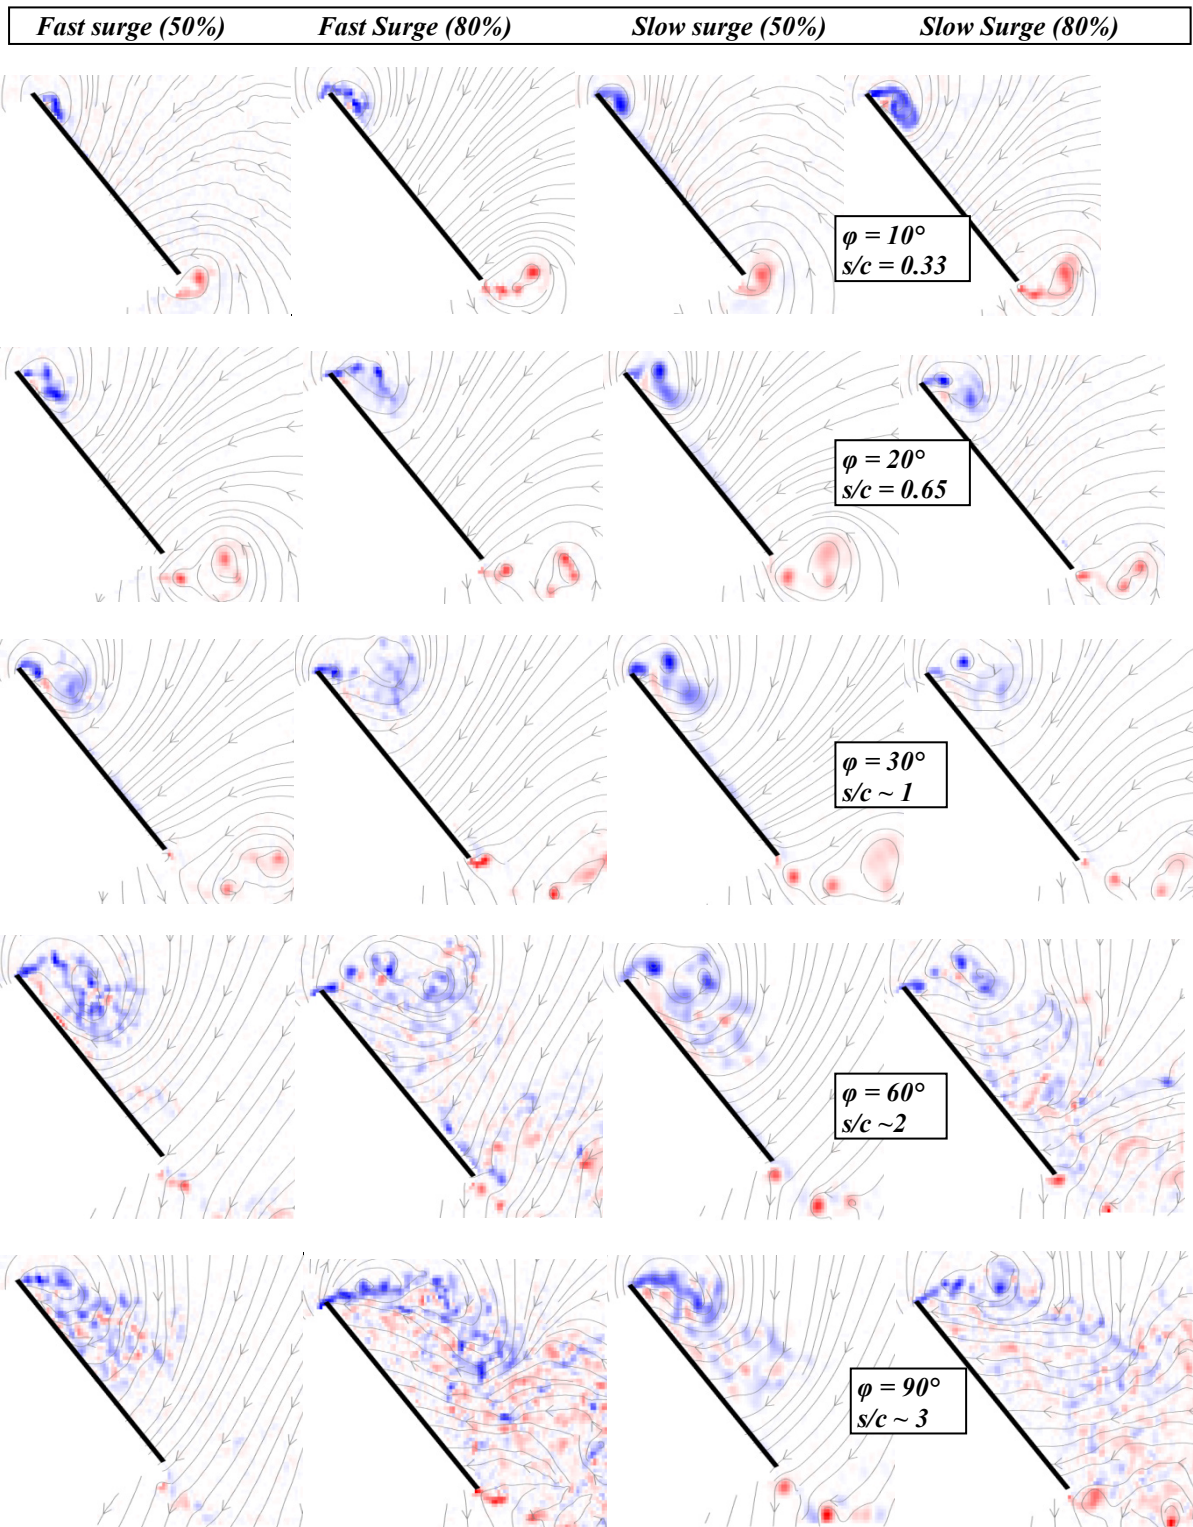 Fast surge (50%) Fast Surge (80%) Slow surge (50%) Slow Surge (80%)
φ = 10°
s/c = 0.33
φ = 20°
s/c = 0.65
φ = 30°
s/c ~ 1
φ = 60°
s/c ~2
φ = 90°
s/c ~ 3